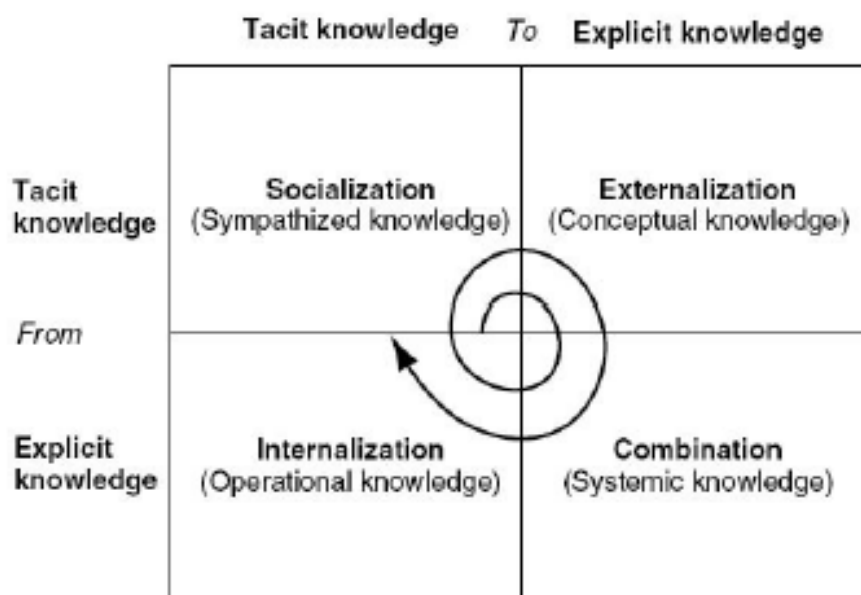 Tacit knowledge To Explicit knowledge
Tacit
knowledge
Socialization
(Sympathized knowledge)
Externalization
(Conceptual knowledge)
From
Explicit
knowledge
Internalization
(Operational knowledge)
Combination
(Systemic knowledge)